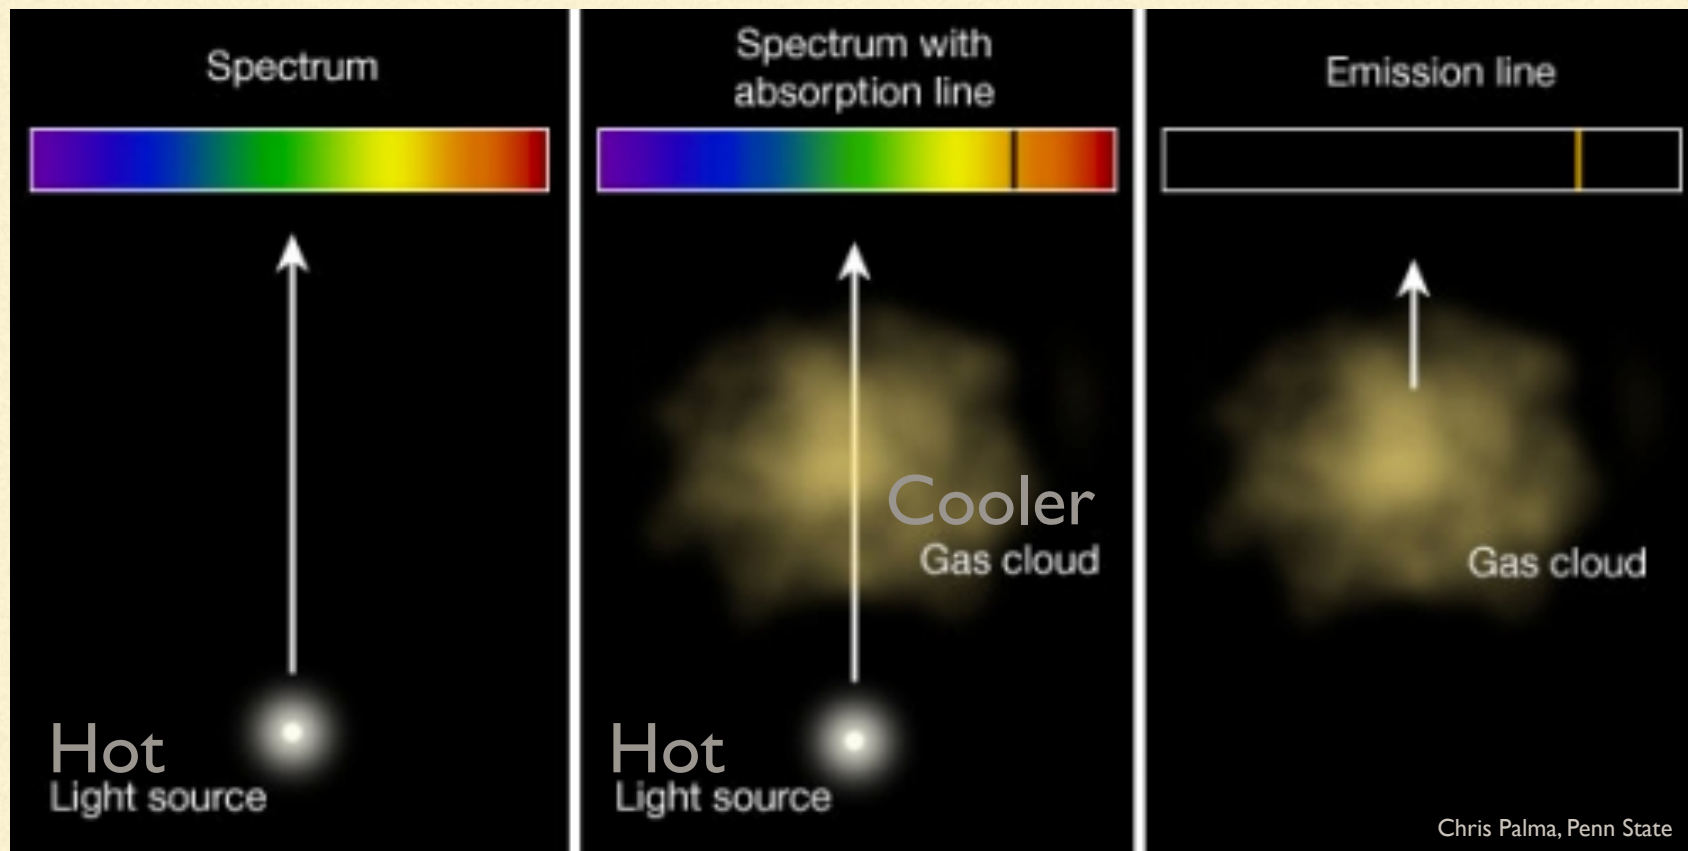 Spectrum
Hot
Light source
Spectrum with
absorption line
Cooler
Gas cloud
Hot
Light source
Emission line
Gas cloud
Chris Palma, Penn State